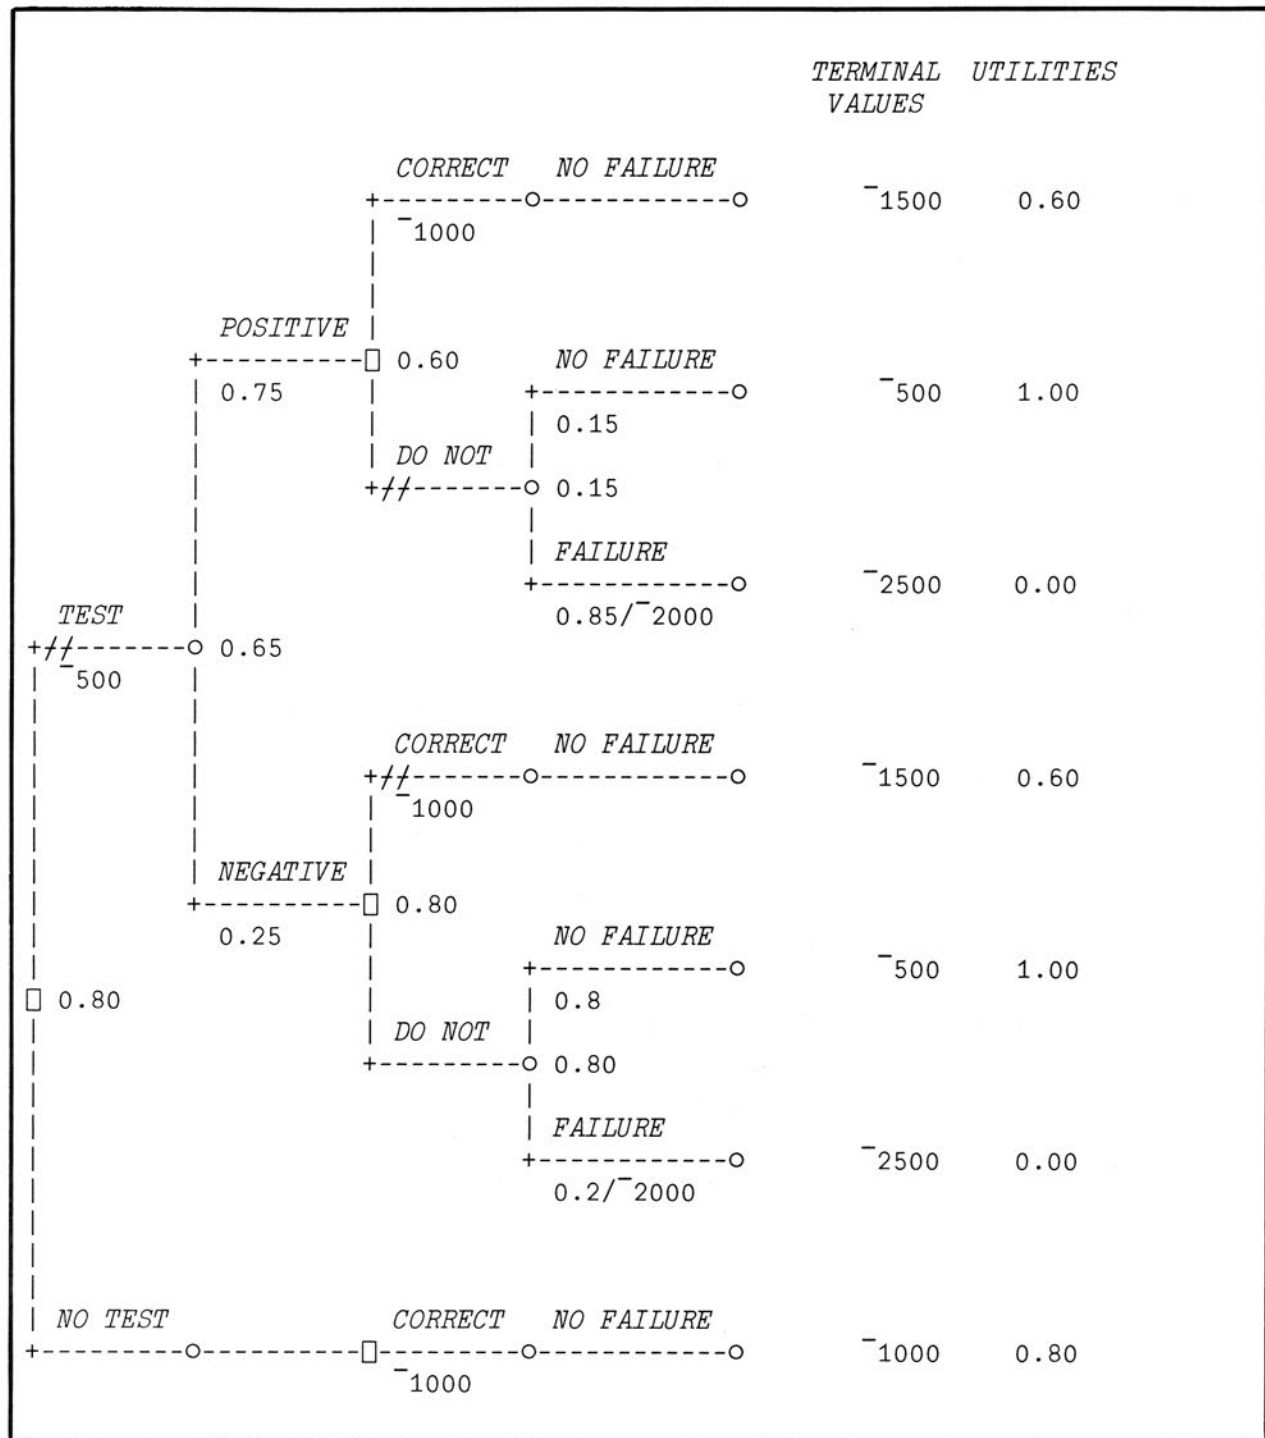 TERMINAL UTILITIES
VALUES
CORRECT NO FAILURE
+---------o------------o ¯1500 0.60
¯1000
POSITIVE
+----------▯ 0.60 NO FAILURE
0.75 +------------o ¯500 1.00
0.15
DO NOT
+//-------o 0.15
FAILURE
+------------o ¯2500 0.00
TEST 0.85/¯2000
+//-------o 0.65
¯500
CORRECT NO FAILURE
+//-------o------------o ¯1500 0.60
¯1000
NEGATIVE
+----------▯ 0.80
0.25 NO FAILURE
+------------o ¯500 1.00
▯ 0.80 0.8
DO NOT
+---------o 0.80
FAILURE
+------------o ¯2500 0.00
0.2/¯2000
NO TEST CORRECT NO FAILURE
+---------o----------▯---------o------------o ¯1000 0.80
¯1000